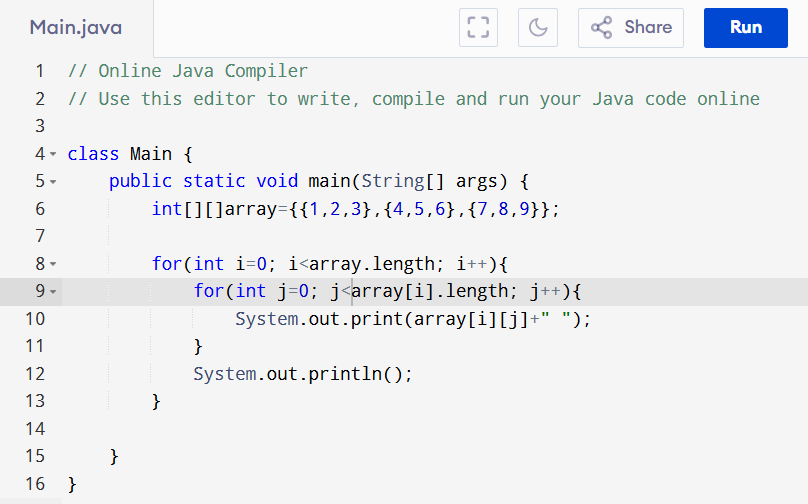 Main.java Share Run
1 // Online Java Compiler
2 // Use this editor to write, compile and run your Java code online
3
4 class Main {
5     public static void main(String[] args) {
6         int[][]array={{1,2,3},{4,5,6},{7,8,9}};
7
8         for(int i=0; i<array.length; i++){
9             for(int j=0; j<array[i].length; j++){
10                 System.out.print(array[i][j]+" ");
11             }
12             System.out.println();
13         }
14
15     }
16 }